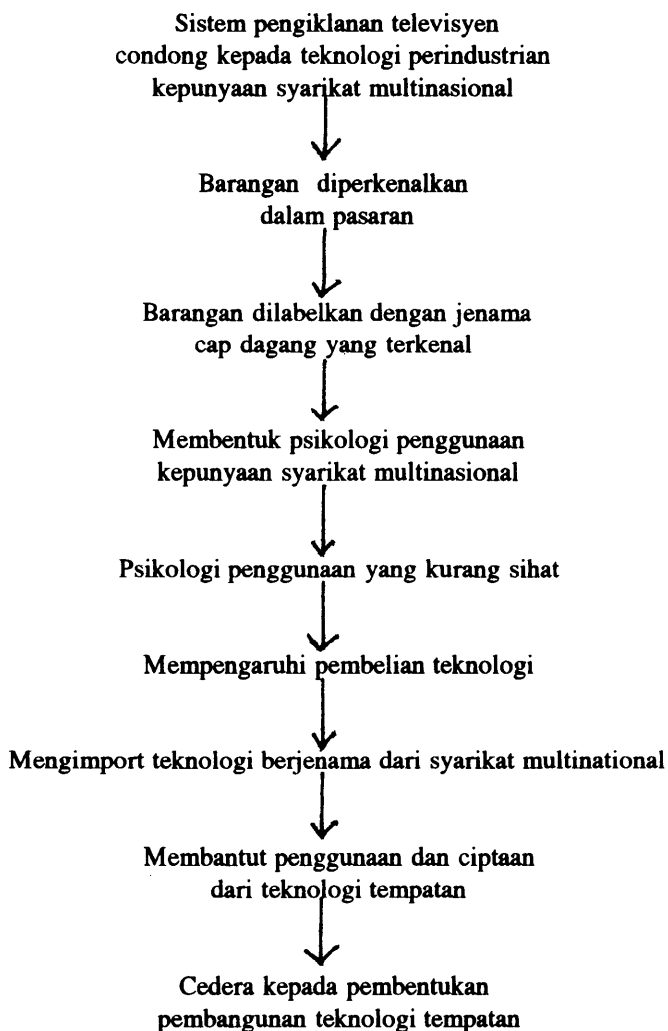 Sistem pengiklanan televisyen
condong kepada teknologi perindustrian
kepunyaan syarikat multinasional
Barangan diperkenalkan
dalam pasaran
Barangan dilabelkan dengan jenama
cap dagang yang terkenal
Membentuk psikologi penggunaan
kepunyaan syarikat multinasional
Psikologi penggunaan yang kurang sihat
Mempengaruhi pembelian teknologi
Mengimport teknologi berjenama dari syarikat multinational
Membantut penggunaan dan ciptaan
dari teknologi tempatan
Cedera kepada pembentukan
pembangunan teknologi tempatan